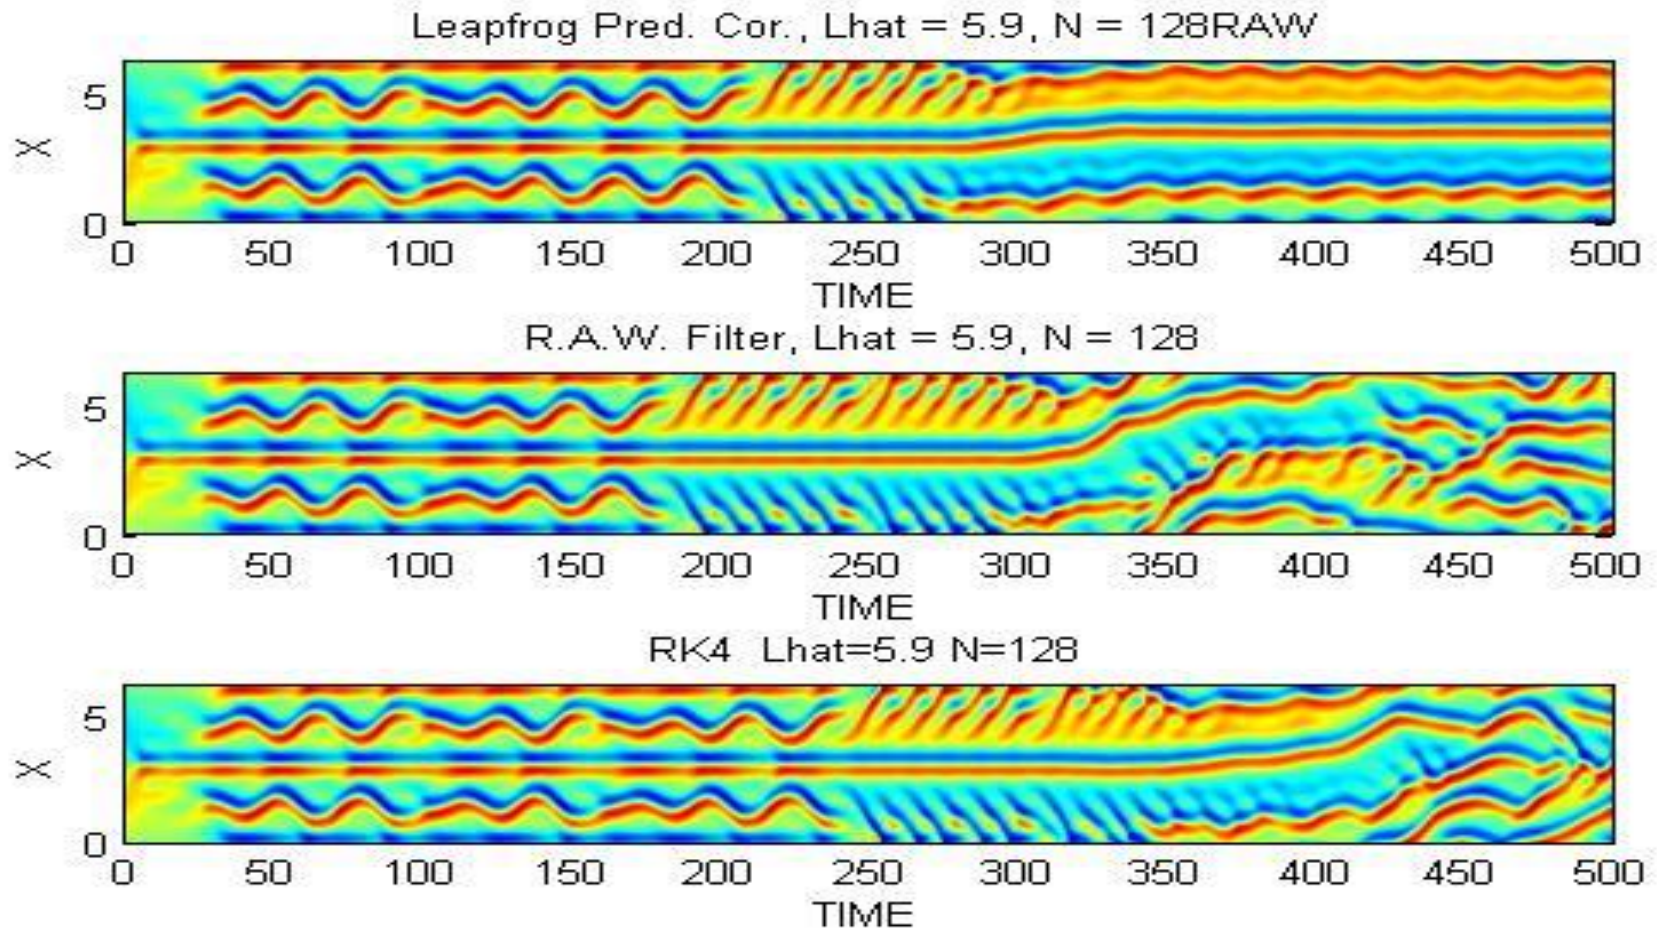 Leapfrog Pred. Cor., Lhat = 5.9, N = 128RAW
5
X
0
0 50 100 150 200 250 300 350 400 450 500
TIME
R.A.W. Filter, Lhat = 5.9, N = 128
5
X
0
0 50 100 150 200 250 300 350 400 450 500
TIME
RK4 Lhat=5.9 N=128
5
X
0
0 50 100 150 200 250 300 350 400 450 500
TIME